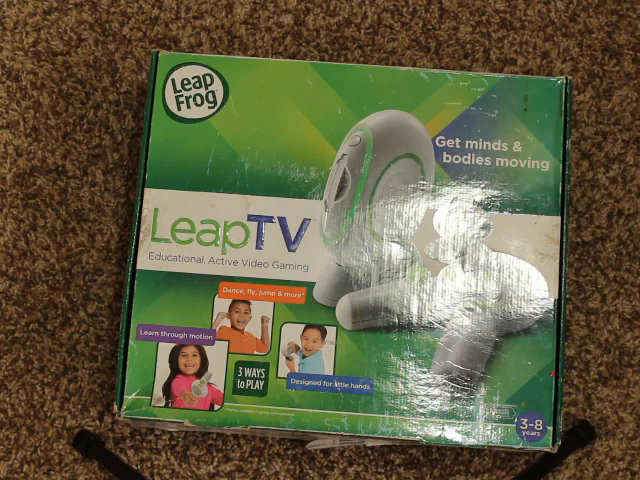 Leap
Frog
Get minds &
bodies moving
LeapTV
Educational, Active Video Gaming
Dance, fly, jump & more*
Learn through motion
3 WAYS
to PLAY
Designed for little hands
3-8
years